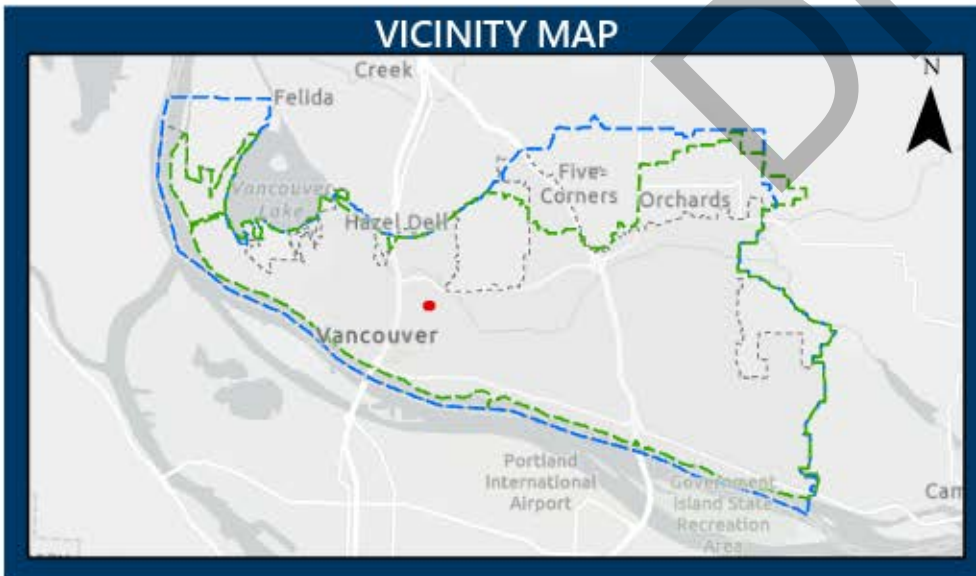 VICINITY MAP
Creek
N
Felida
Vancouver
Lake
Five
Corners
Orchards
Hazel Dell
Vancouver
Portland
International
Airport
Government
Island State
Recreation
Area
Cam